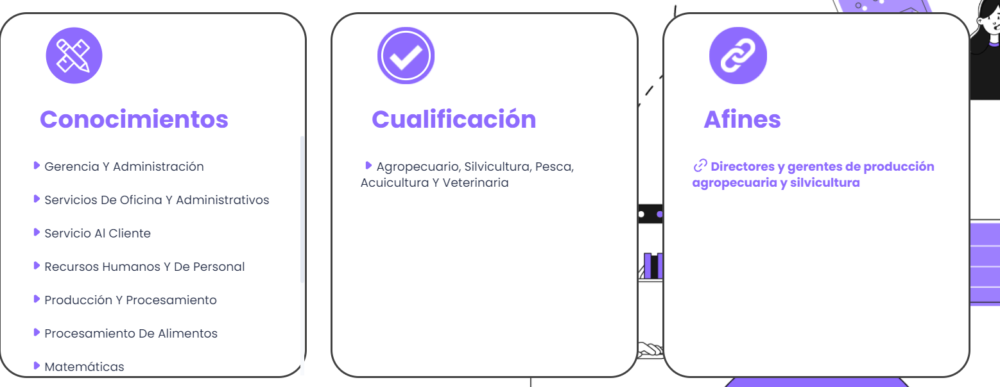 Conocimientos
Gerencia Y Administración
Servicios De Oficina Y Administrativos
Servicio Al Cliente
Recursos Humanos Y De Personal
Producción Y Procesamiento
Procesamiento De Alimentos
Matemáticas
Cualificación
Agropecuario, Silvicultura, Pesca,
Acuicultura Y Veterinaria
Afines
Directores y gerentes de producción
agropecuaria y silvicultura